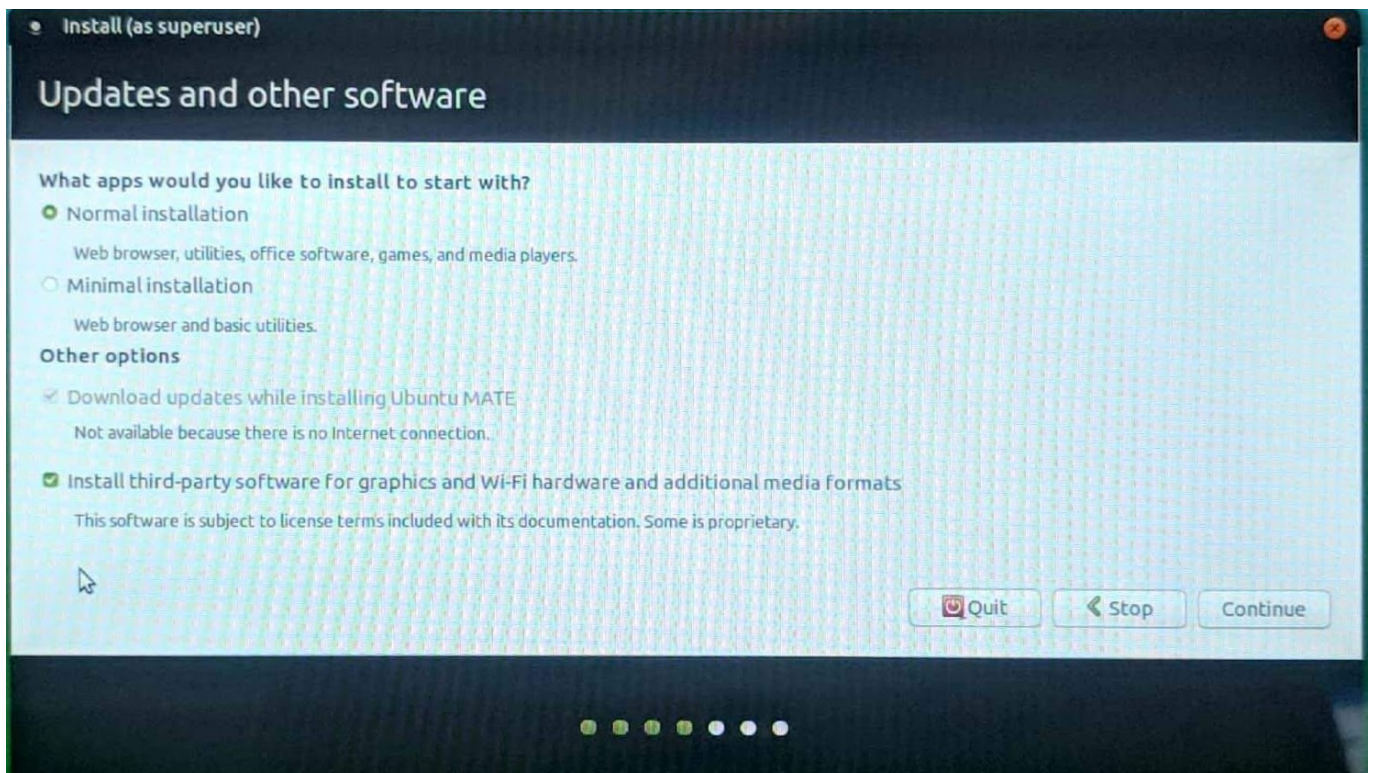 Install (as superuser)
Updates and other software
What apps would you like to install to start with?
Normal installation
Web browser, utilities, office software, games, and media players.
Minimal installation
Web browser and basic utilities.
Other options
Download updates while installing Ubuntu MATE
Not available because there is no Internet connection.
Install third-party software for graphics and Wi-Fi hardware and additional media formats
This software is subject to license terms included with its documentation. Some is proprietary.
Quit Stop Continue